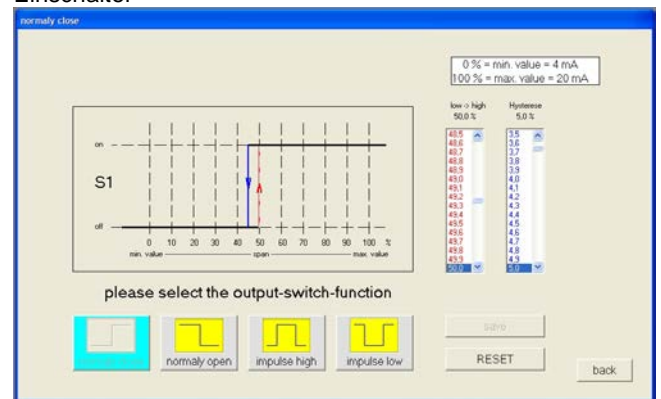 Einschalter
normaly close
0 % = min. value = 4 mA
100 % = max. value = 20 mA
low -> high
50,0 %
Hysterese
5,0 %
48,5
48,6
48,7
48,8
48,9
49,0
49,1
49,2
49,3
49,4
49,5
49,6
49,7
49,8
49,9
50,0
3,5
3,6
3,7
3,8
3,9
4,0
4,1
4,2
4,3
4,4
4,5
4,6
4,7
4,8
4,9
5,0
on
S1
off
0 10 20 30 40 50 60 70 80 90 100 %
min. value span max. value
please select the output-switch-function
normaly open
impulse high
impulse low
save
RESET
back